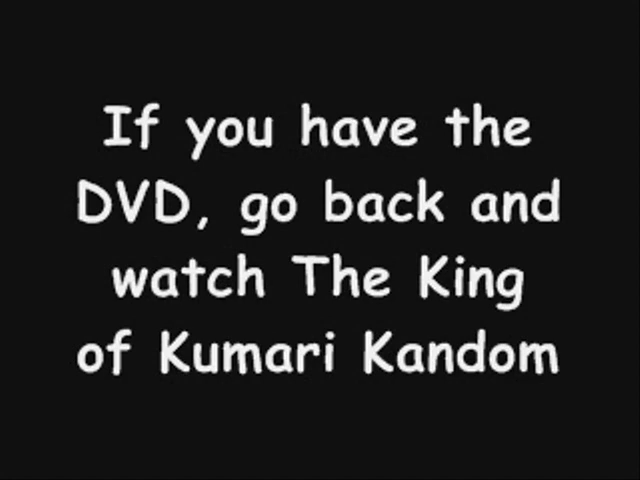 If you have the
DVD, go back and
watch The King
of Kumari Kandom